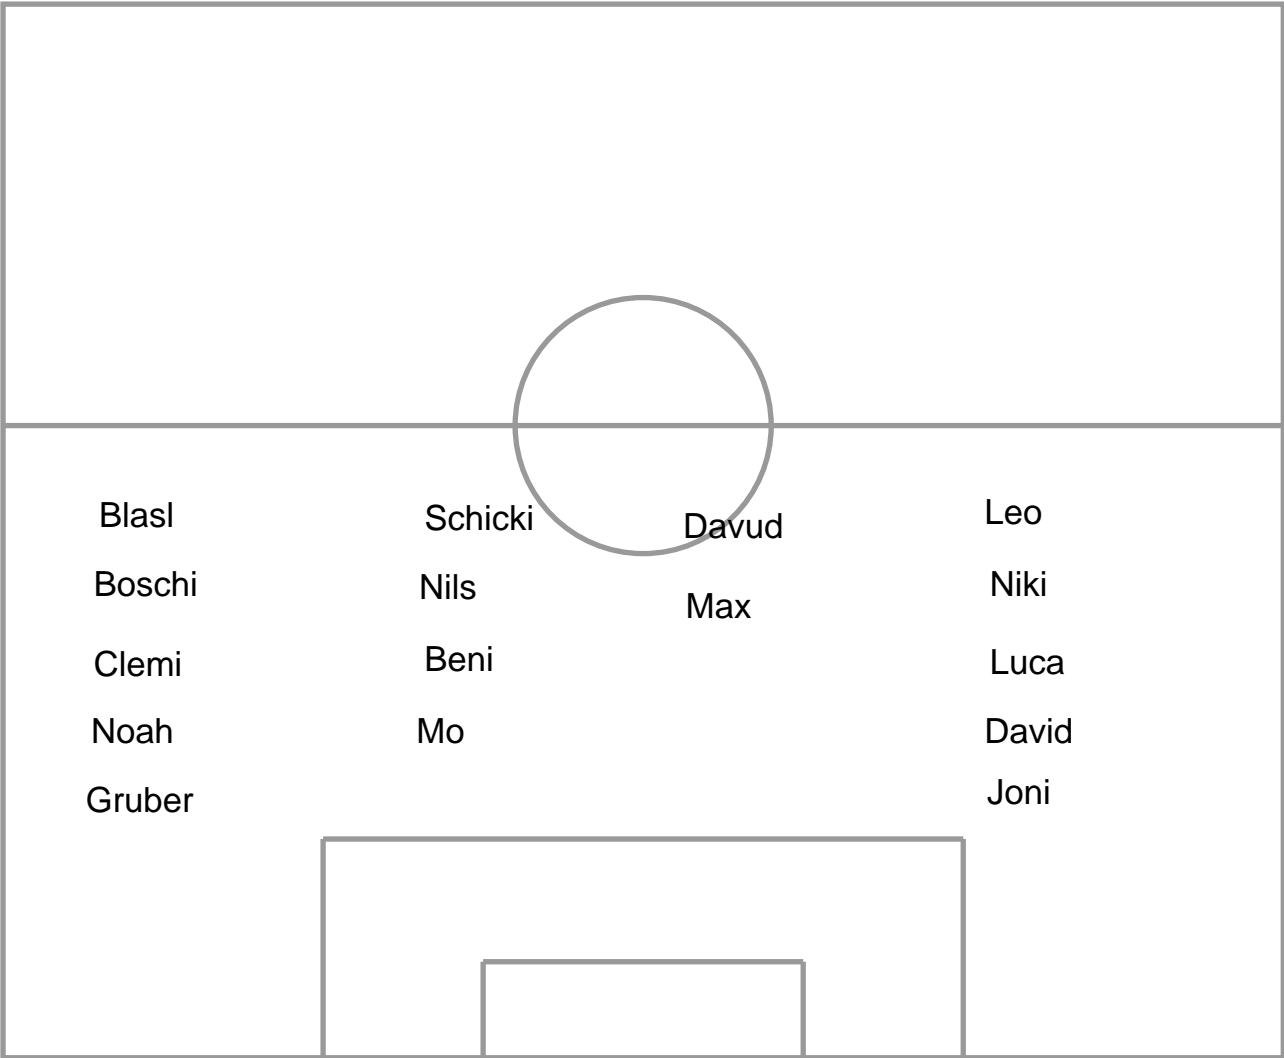 Blasl
Boschi
Clemi
Noah
Gruber
Schicki
Nils
Beni
Mo
Davud
Max
Leo
Niki
Luca
David
Joni